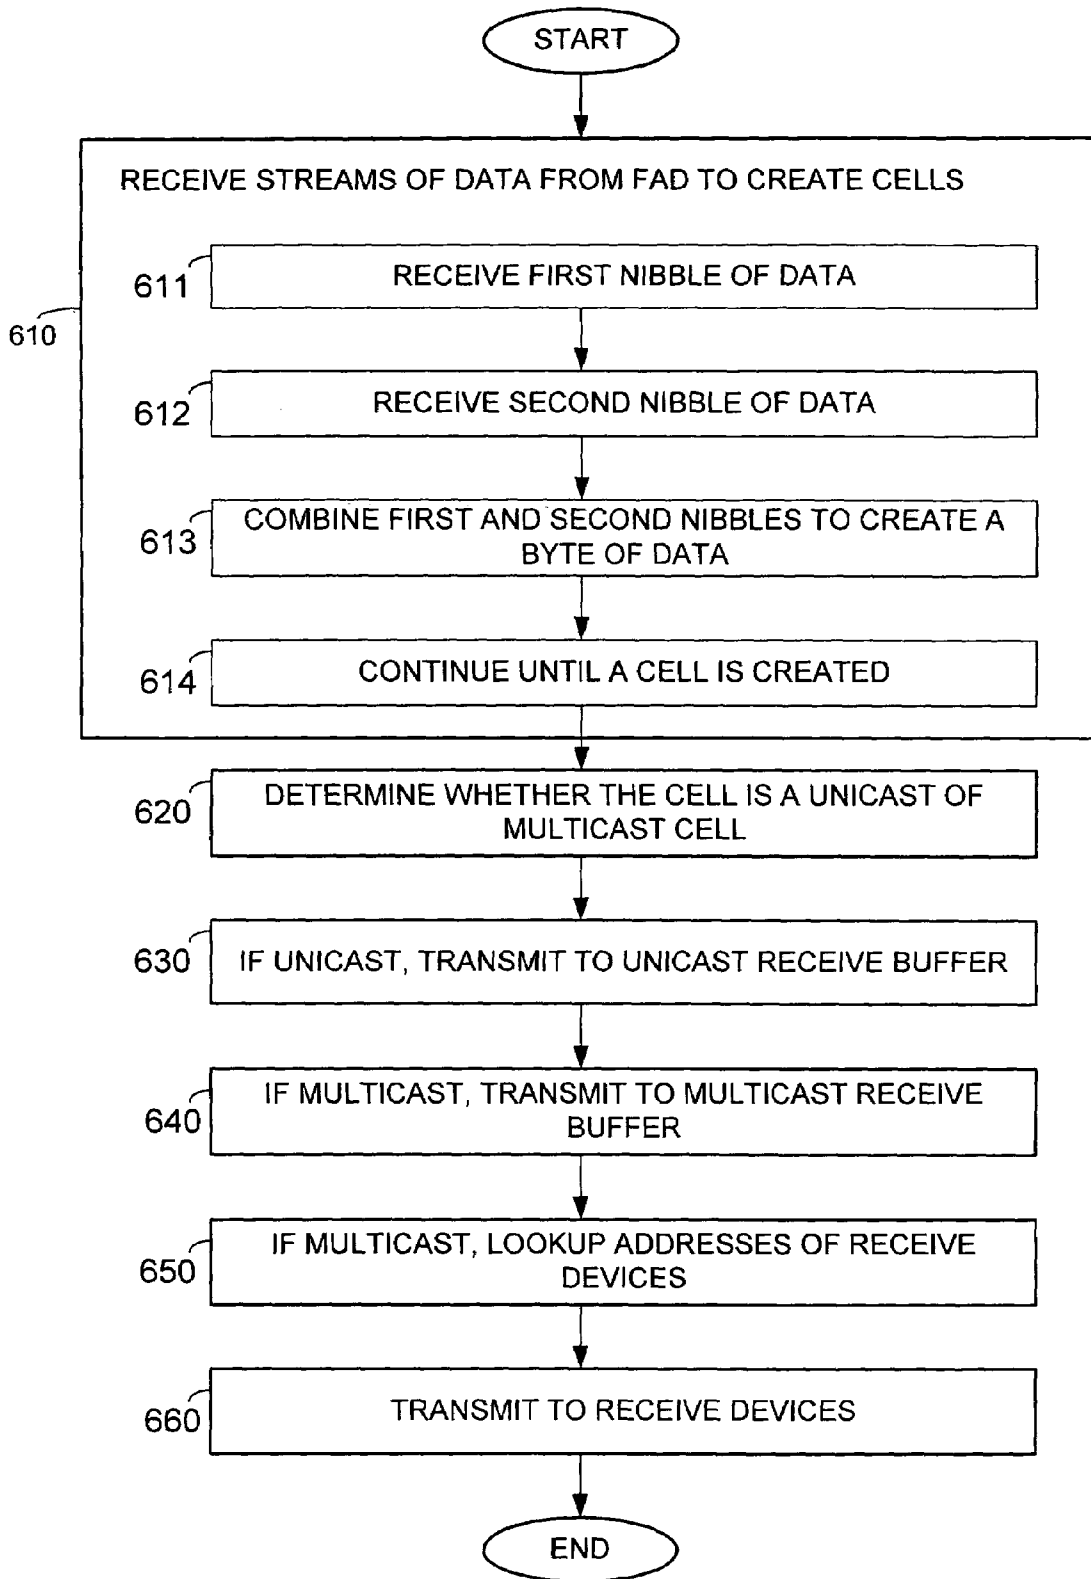 START
RECEIVE STREAMS OF DATA FROM FAD TO CREATE CELLS
611
RECEIVE FIRST NIBBLE OF DATA
610
612
RECEIVE SECOND NIBBLE OF DATA
613
COMBINE FIRST AND SECOND NIBBLES TO CREATE A
BYTE OF DATA
614
CONTINUE UNTIL A CELL IS CREATED
620
DETERMINE WHETHER THE CELL IS A UNICAST OF
MULTICAST CELL
630
IF UNICAST, TRANSMIT TO UNICAST RECEIVE BUFFER
640
IF MULTICAST, TRANSMIT TO MULTICAST RECEIVE
BUFFER
650
IF MULTICAST, LOOKUP ADDRESSES OF RECEIVE
DEVICES
660
TRANSMIT TO RECEIVE DEVICES
END